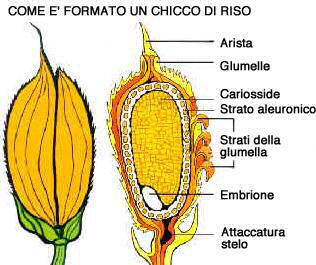 COME E' FORMATO UN CHICCO DI RISO
Arista
Glumelle
Cariosside
Strato aleuronico
Strati della
glumella
Embrione
Attaccatura
stelo